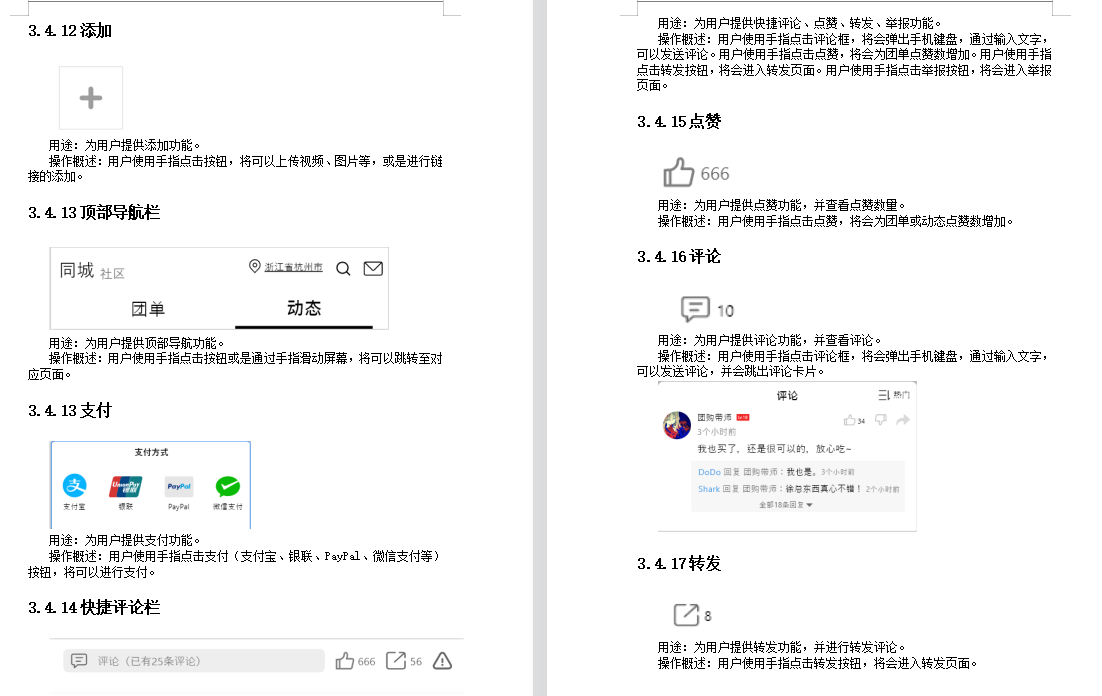 3.4.12添加
用途：为用户提供添加功能。
操作概述：用户使用手指点击按钮，将可以上传视频、图片等，或是进行链
接的添加。
3.4.13顶部导航栏
同城 社区 浙江省杭州市
团单 动态
用途：为用户提供顶部导航功能。
操作概述：用户使用手指点击按钮或是通过手指滑动屏幕，将可以跳转至对
应页面。
3.4.13支付
支付方式
UnionPay 银联 PayPal
支付宝 银联 PayPal 微信支付
用途：为用户提供支付功能。
操作概述：用户使用手指点击支付（支付宝、银联、PayPal、微信支付等）
按钮，将可以进行支付。
3.4.14快捷评论栏
评论（已有25条评论） 666 56
用途：为用户提供快捷评论、点赞、转发、举报功能。
操作概述：用户使用手指点击评论框，将会弹出手机键盘，通过输入文字，
可以发送评论。用户使用手指点击点赞，将会为团单点赞数增加。用户使用手指
点击转发按钮，将会进入转发页面。用户使用手指点击举报按钮，将会进入举报
页面。
3.4.15点赞
666
用途：为用户提供点赞功能，并查看点赞数量。
操作概述：用户使用手指点击点赞，将会为团单或动态点赞数增加。
3.4.16评论
10
用途：为用户提供评论功能，并查看评论。
操作概述：用户使用手指点击评论框，将会弹出手机键盘，通过输入文字，
可以发送评论，并会跳出评论卡片。
评论 热门
团购带师
34
3个小时前
我也买了，还是很可以的，放心吃~
DoDo 回复 团购带师：我也是。3个小时前
Shark 回复 团购带师：徐总东西真心不错！ 2个小时前
全部18条回复
3.4.17转发
8
用途：为用户提供转发功能，并进行转发评论。
操作概述：用户使用手指点击转发按钮，将会进入转发页面。